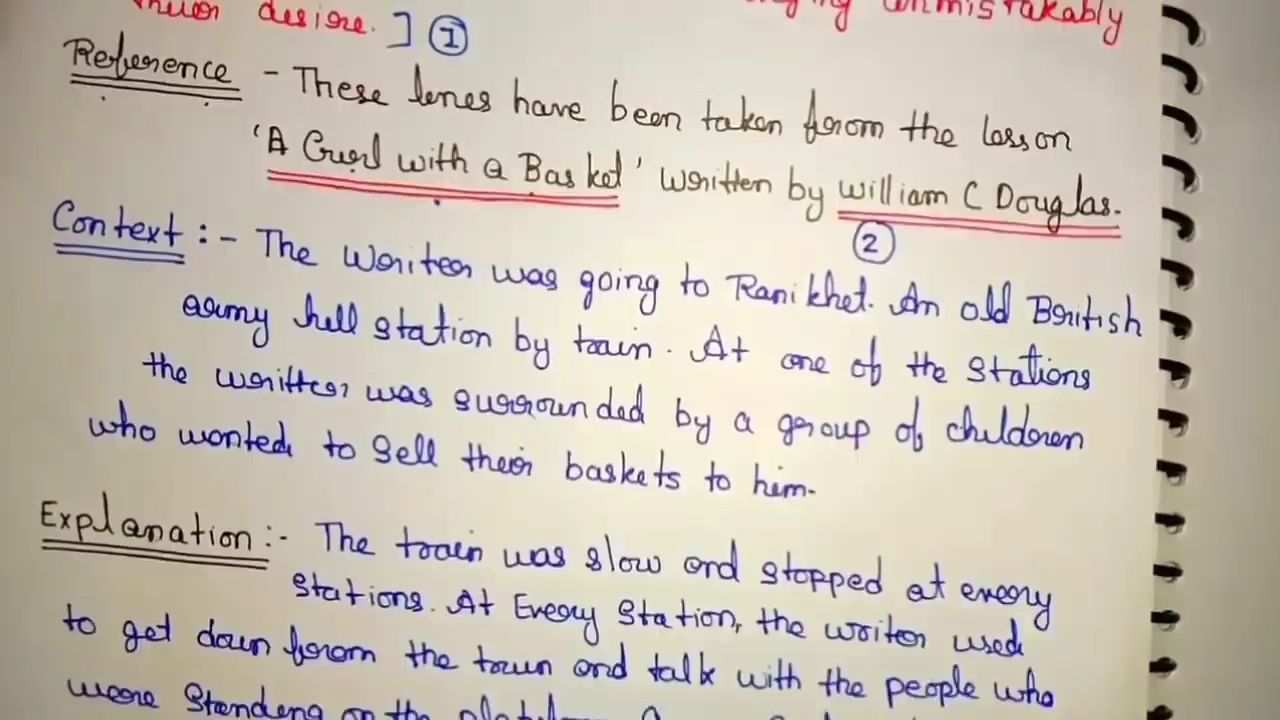 their desire.] ①
unmistakably
Reference - These lines have been taken from the lesson
'A Girl with a Basket' written by William C Douglas.
②
Context :- The Writer was going to Ranikhet. An old British
army hill station by train. At one of the stations
the writter was surrounded by a group of children
who wanted to Sell their baskets to him.
Explanation :- The train was slow and stopped at every
stations. At Every Station, the writer used
to get down from the train and talk with the people who
were Standing on the